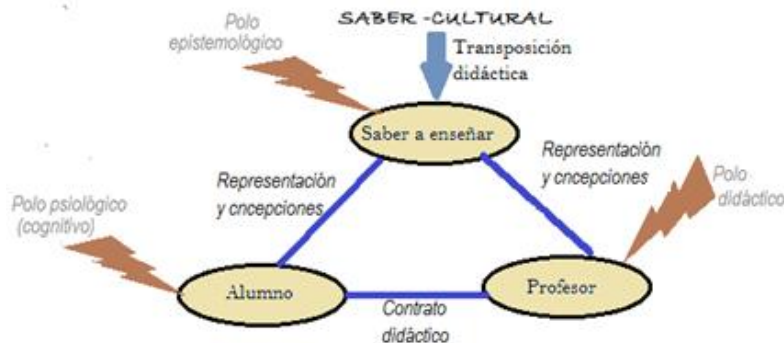 Polo
epistemológico
SABER -CULTURAL
Transposición
didáctica
Saber a enseñar
Representación
y cncepciones
Representación
y cncepciones
Polo psiológico
(cognitivo)
Polo
didáctico
Alumno
Profesor
Contrato
didáctico